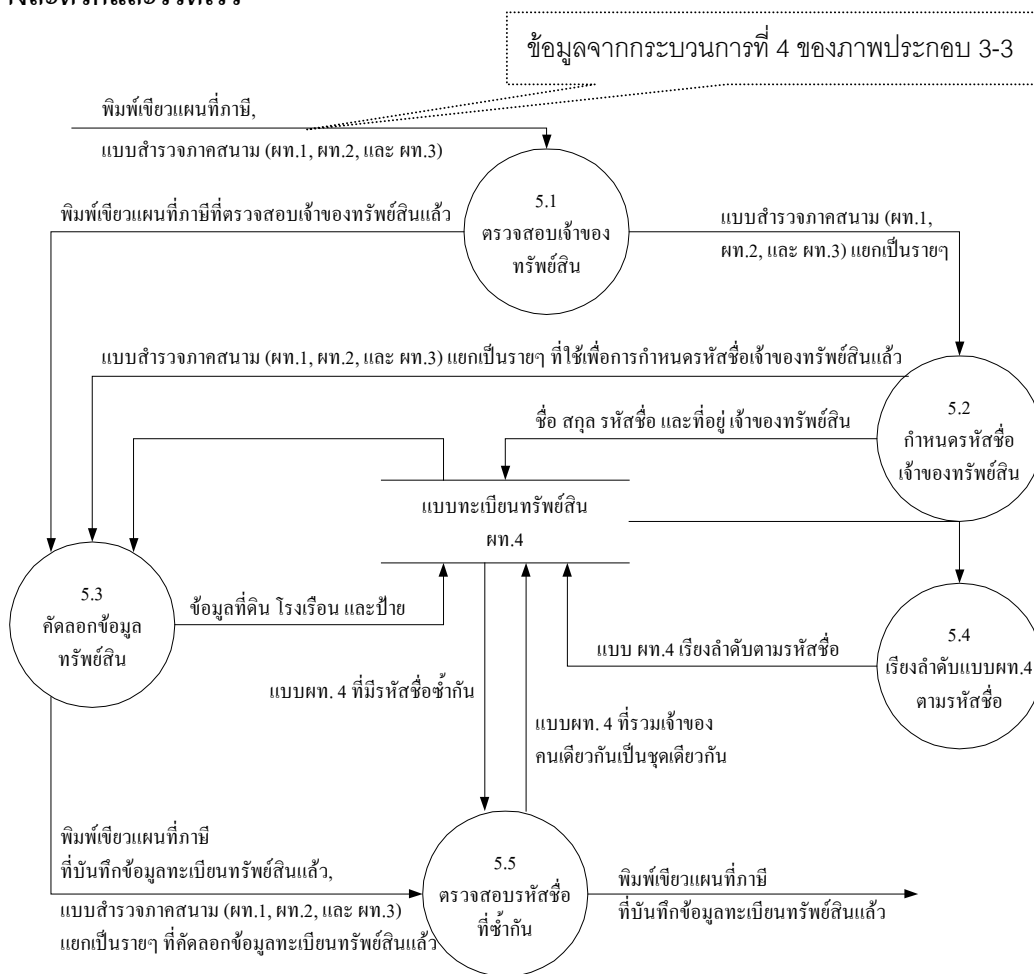 ข้อมูลจากกระบวนการที่ 4 ของภาพประกอบ 3-3
พิมพ์เขียวแผนที่ภาษี,
แบบสำรวจภาคสนาม (ผท.1, ผท.2, และ ผท.3)
5.1
ตรวจสอบเจ้าของ
ทรัพย์สิน
พิมพ์เขียวแผนที่ภาษีที่ตรวจสอบเจ้าของทรัพย์สินแล้ว
แบบสำรวจภาคสนาม (ผท.1,
ผท.2, และ ผท.3) แยกเป็นรายๆ
แบบสำรวจภาคสนาม (ผท.1, ผท.2, และ ผท.3) แยกเป็นรายๆ ที่ใช้เพื่อการกำหนดรหัสชื่อเจ้าของทรัพย์สินแล้ว
5.2
กำหนดรหัสชื่อ
เจ้าของทรัพย์สิน
ชื่อ สกุล รหัสชื่อ และที่อยู่ เจ้าของทรัพย์สิน
แบบทะเบียนทรัพย์สิน
ผท.4
5.3
คัดลอกข้อมูล
ทรัพย์สิน
ข้อมูลที่ดิน โรงเรือน และป้าย
5.4
เรียงลำดับแบบผท.4
ตามรหัสชื่อ
แบบ ผท.4 เรียงลำดับตามรหัสชื่อ
แบบผท. 4 ที่มีรหัสชื่อซ้ำกัน
แบบผท. 4 ที่รวมเจ้าของ
คนเดียวกันเป็นชุดเดียวกัน
พิมพ์เขียวแผนที่ภาษี
ที่บันทึกข้อมูลทะเบียนทรัพย์สินแล้ว,
แบบสำรวจภาคสนาม (ผท.1, ผท.2, และ ผท.3)
แยกเป็นรายๆ ที่คัดลอกข้อมูลทะเบียนทรัพย์สินแล้ว
5.5
ตรวจสอบรหัสชื่อ
ที่ซ้ำกัน
พิมพ์เขียวแผนที่ภาษี
ที่บันทึกข้อมูลทะเบียนทรัพย์สินแล้ว